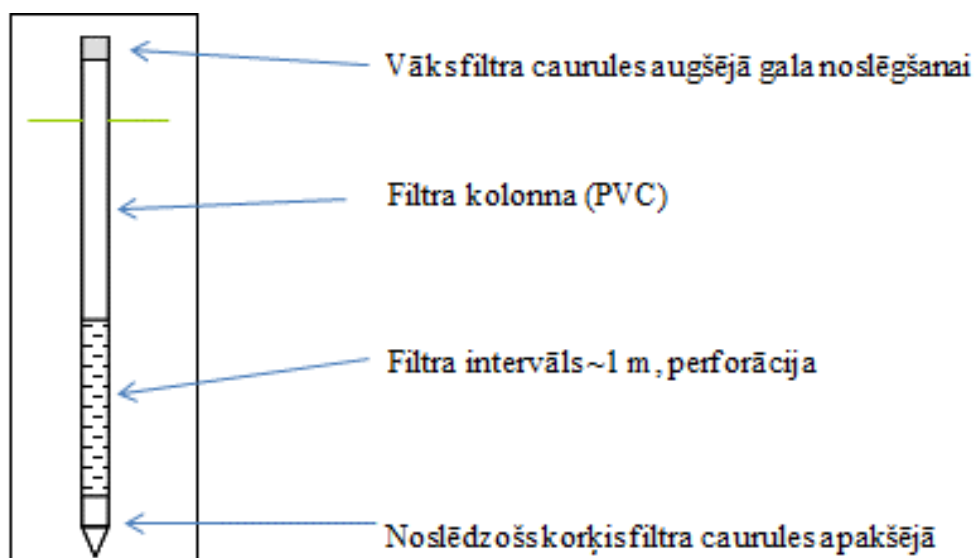 Vāks filtra caurules augšējā gala noslēgšanai
Filtra kolonna (PVC)
Filtra intervāls ~1 m, perforācija
Noslēdzošs korķis filtra caurules apakšējā